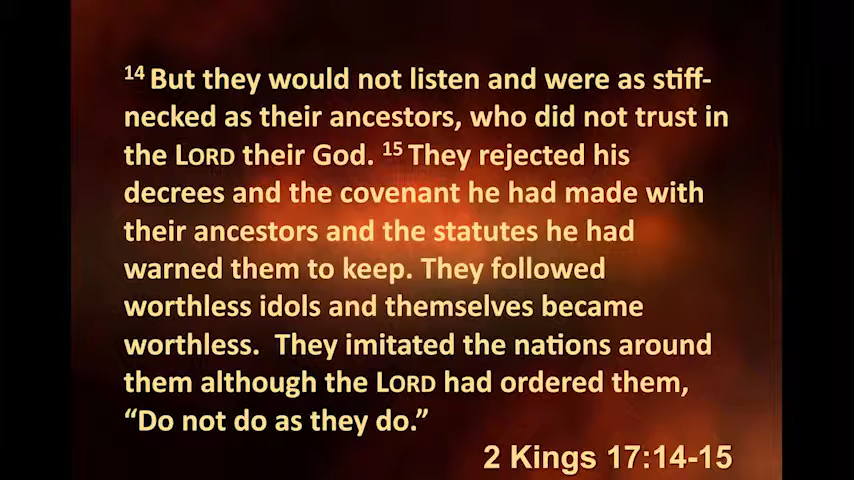 14 But they would not listen and were as stiff-
necked as their ancestors, who did not trust in
the LORD their God. 15 They rejected his
decrees and the covenant he had made with
their ancestors and the statutes he had
warned them to keep. They followed
worthless idols and themselves became
worthless.  They imitated the nations around
them although the LORD had ordered them,
“Do not do as they do.”
2 Kings 17:14-15